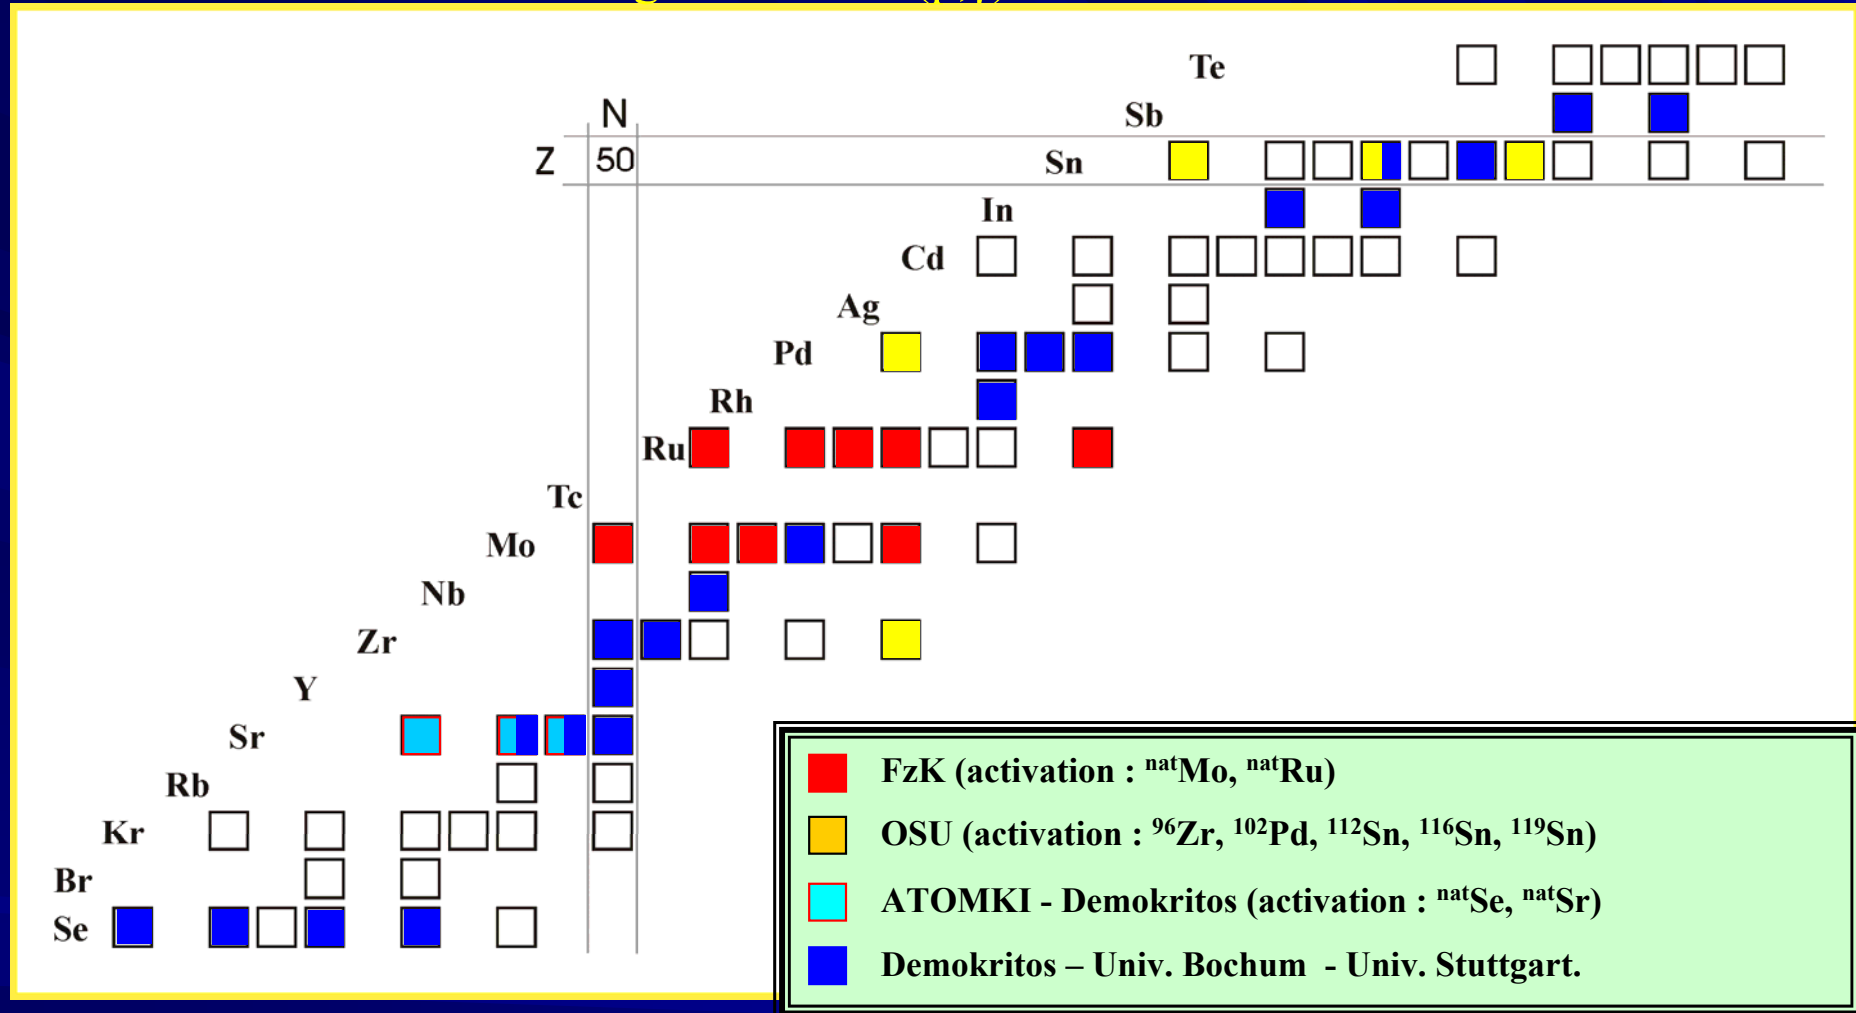 Te
N
Sb
Z 50 Sn
In
Cd
Ag
Pd
Rh
Ru
Tc
Mo
Nb
Zr
Y
Sr
Rb
Kr
Br
Se
FzK (activation : ⁿᵃᵗMo, ⁿᵃᵗRu)
OSU (activation : ⁹⁶Zr, ¹⁰²Pd, ¹¹²Sn, ¹¹⁶Sn, ¹¹⁹Sn)
ATOMKI - Demokritos (activation : ⁿᵃᵗSe, ⁿᵃᵗSr)
Demokritos – Univ. Bochum - Univ. Stuttgart.